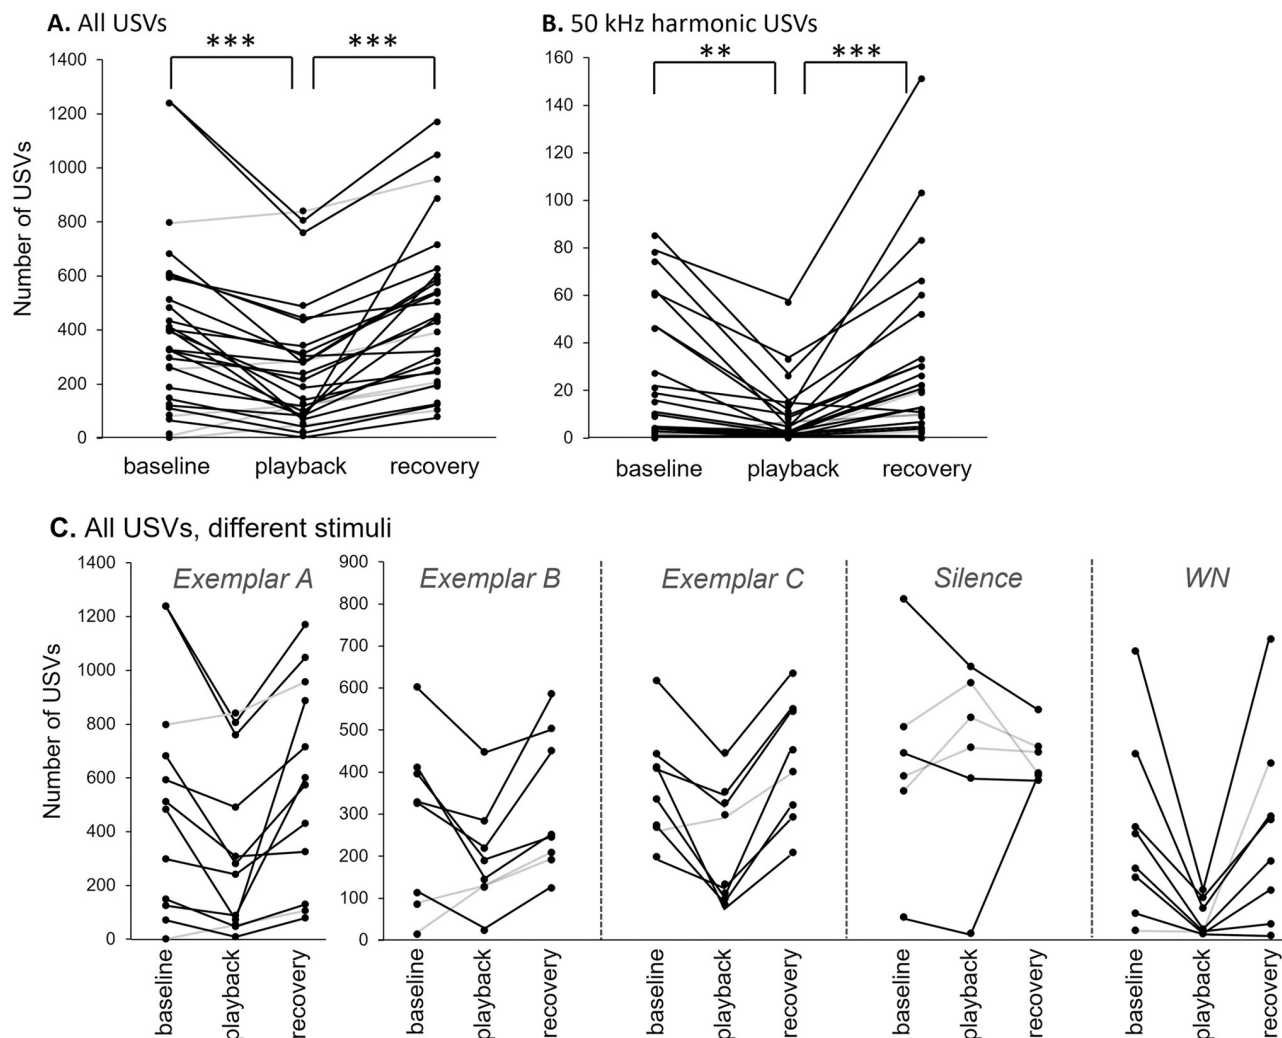 A. All USVs
B. 50 kHz harmonic USVs
*** ***
** ***
Number of USVs
1400
1200
1000
800
600
400
200
0
baseline playback recovery
160
140
120
100
80
60
40
20
0
baseline playback recovery
C. All USVs, different stimuli
Number of USVs
1400
1200
1000
800
600
400
200
0
Exemplar A
baseline
playback
recovery
900
800
700
600
500
400
300
200
100
0
Exemplar B
baseline
playback
recovery
Exemplar C
baseline
playback
recovery
Silence
baseline
playback
recovery
WN
baseline
playback
recovery